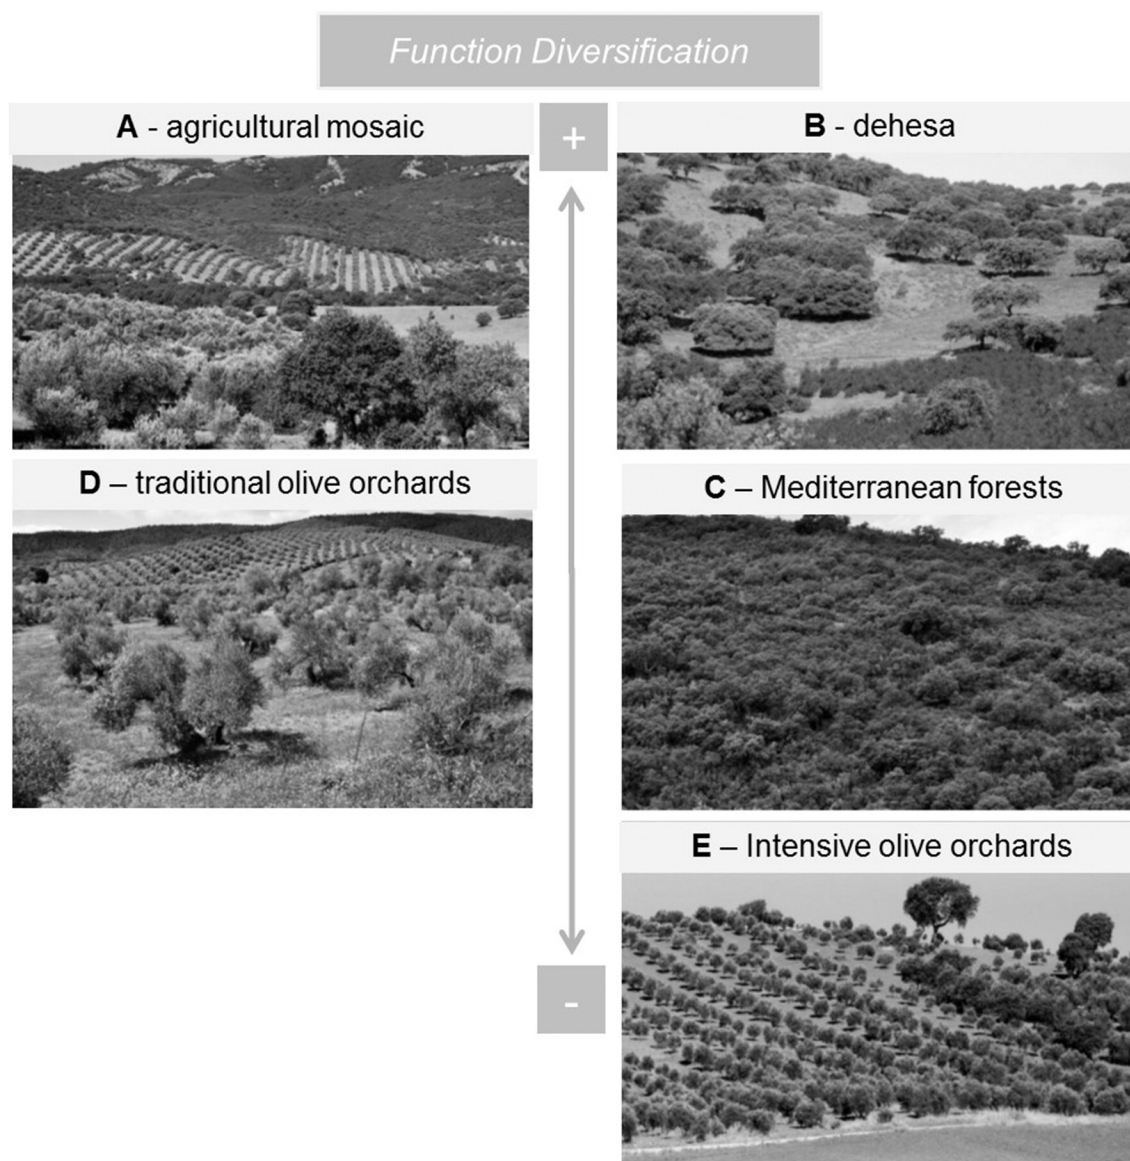 Function Diversification
A - agricultural mosaic
+
B - dehesa
D – traditional olive orchards
C – Mediterranean forests
E – Intensive olive orchards
-